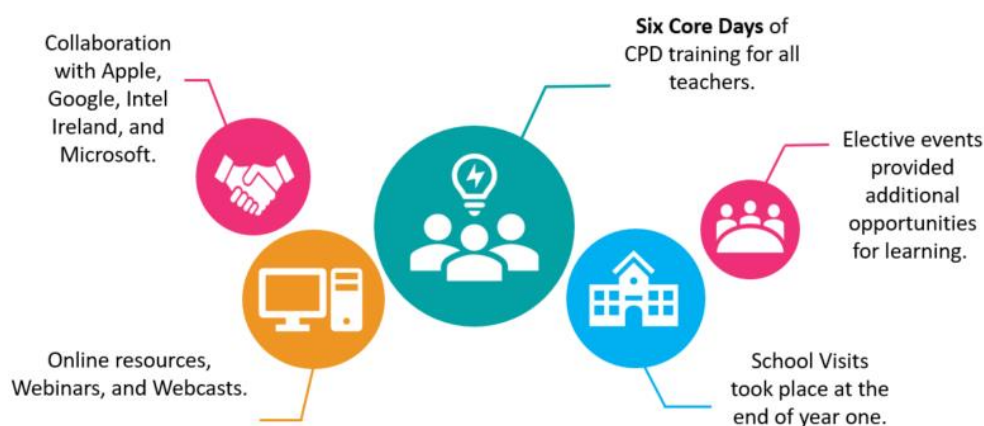 Collaboration
with Apple,
Google, Intel
Ireland, and
Microsoft.
Six Core Days of
CPD training for all
teachers.
Elective events
provided
additional
opportunities
for learning.
Online resources,
Webinars, and Webcasts.
School Visits
took place at the
end of year one.